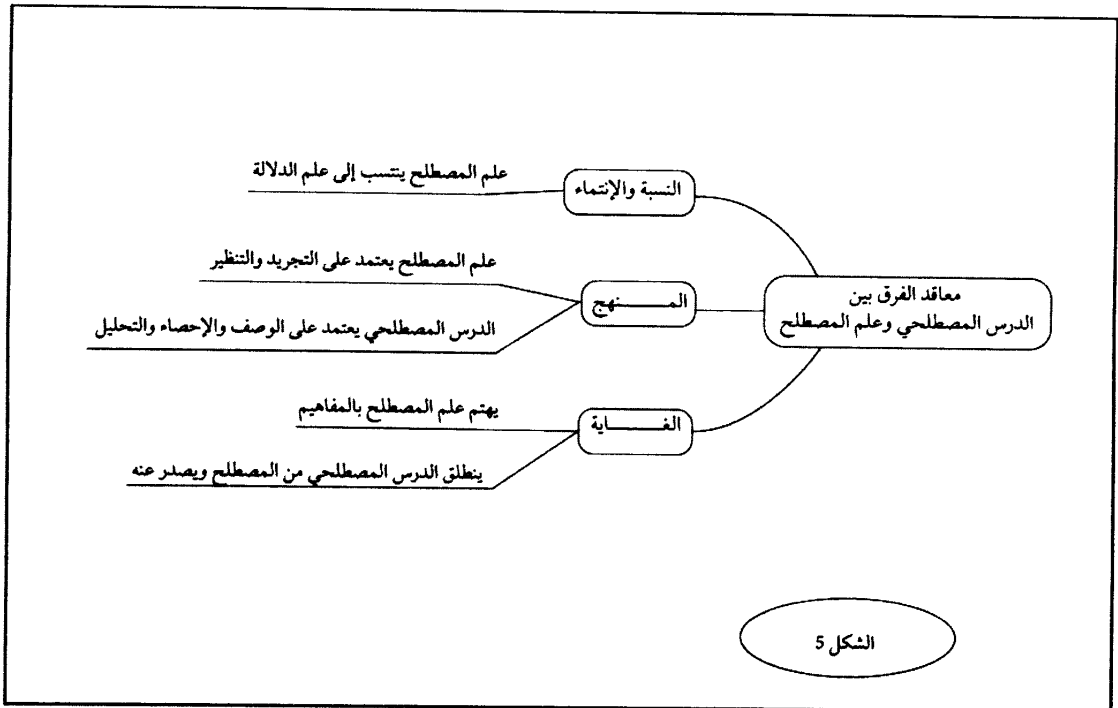 معاقد الفرق بين
الدرس المصطلحي وعلم المصطلح
النسبة والإنتماء
علم المصطلح ينتسب إلى علم الدلالة
المـــــنهج
علم المصطلح يعتمد على التجريد والتنظير
الدرس المصطلحي يعتمد على الوصف والإحصاء والتحليل
الغـــــاية
يهتم علم المصطلح بالمفاهيم
ينطلق الدرس المصطلحي من المصطلح ويصدر عنه
الشكل 5